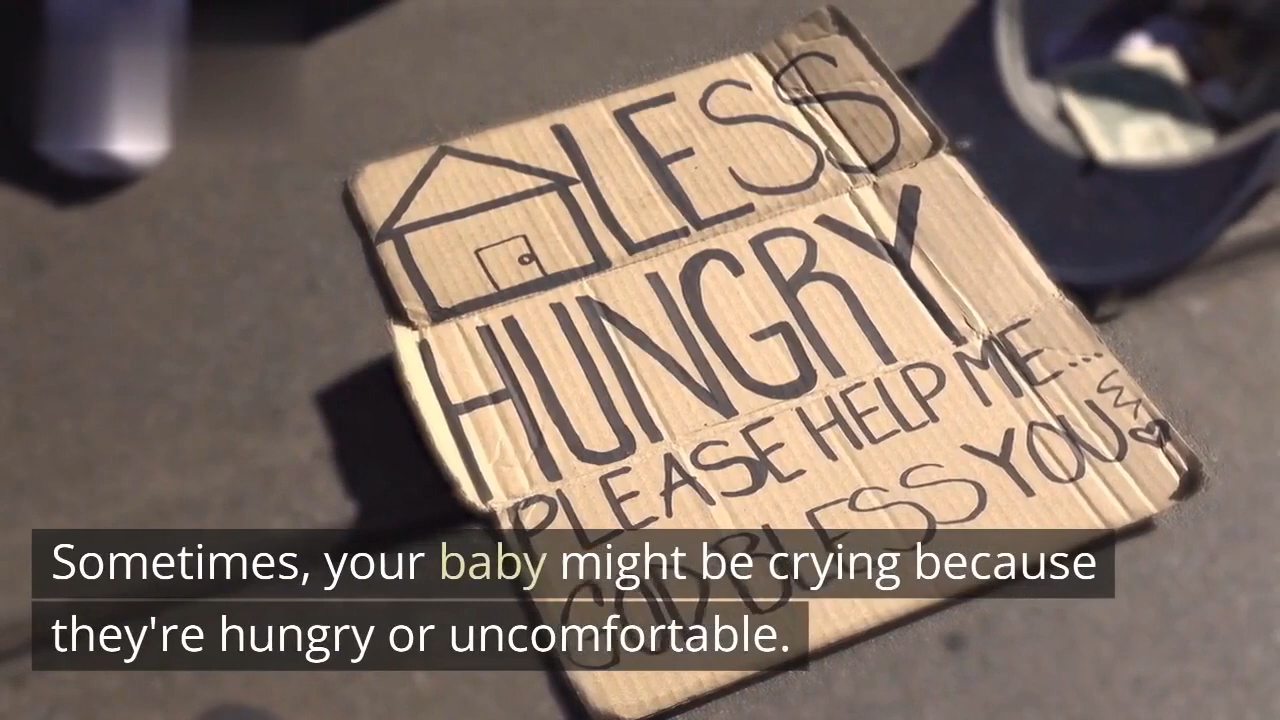 LESS
HUNGRY
PLEASE HELP ME...
GOD BLESS YOU
Sometimes, your baby might be crying because
they're hungry or uncomfortable.